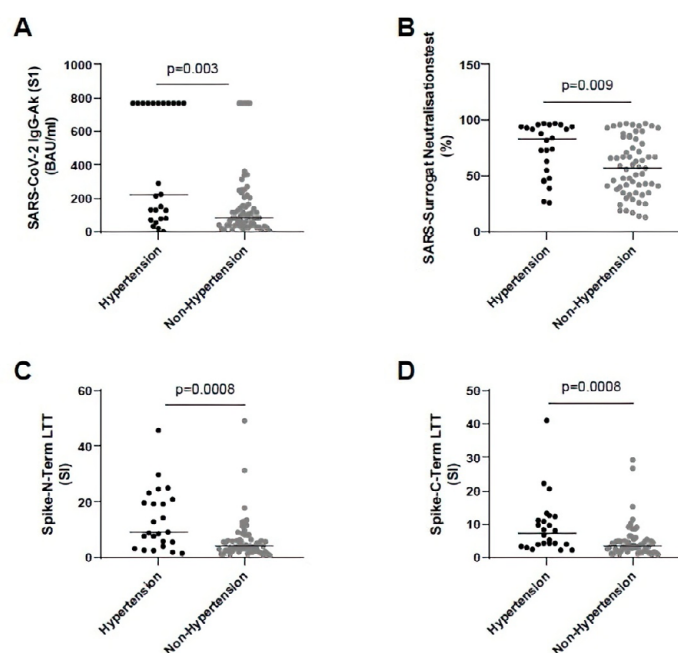 A
SARS-CoV-2 IgG-Ak (S1)
(BAU/ml)
p=0.003
1000
800
600
400
200
0
Hypertension
Non-Hypertension
B
SARS-Surrogat Neutralisationstest
(%)
p=0.009
150
100
50
0
Hypertension
Non-Hypertension
C
Spike-N-Term LTT
(SI)
p=0.0008
60
40
20
0
Hypertension
Non-Hypertension
D
Spike-C-Term LTT
(SI)
p=0.0008
50
40
30
20
10
0
Hypertension
Non-Hypertension